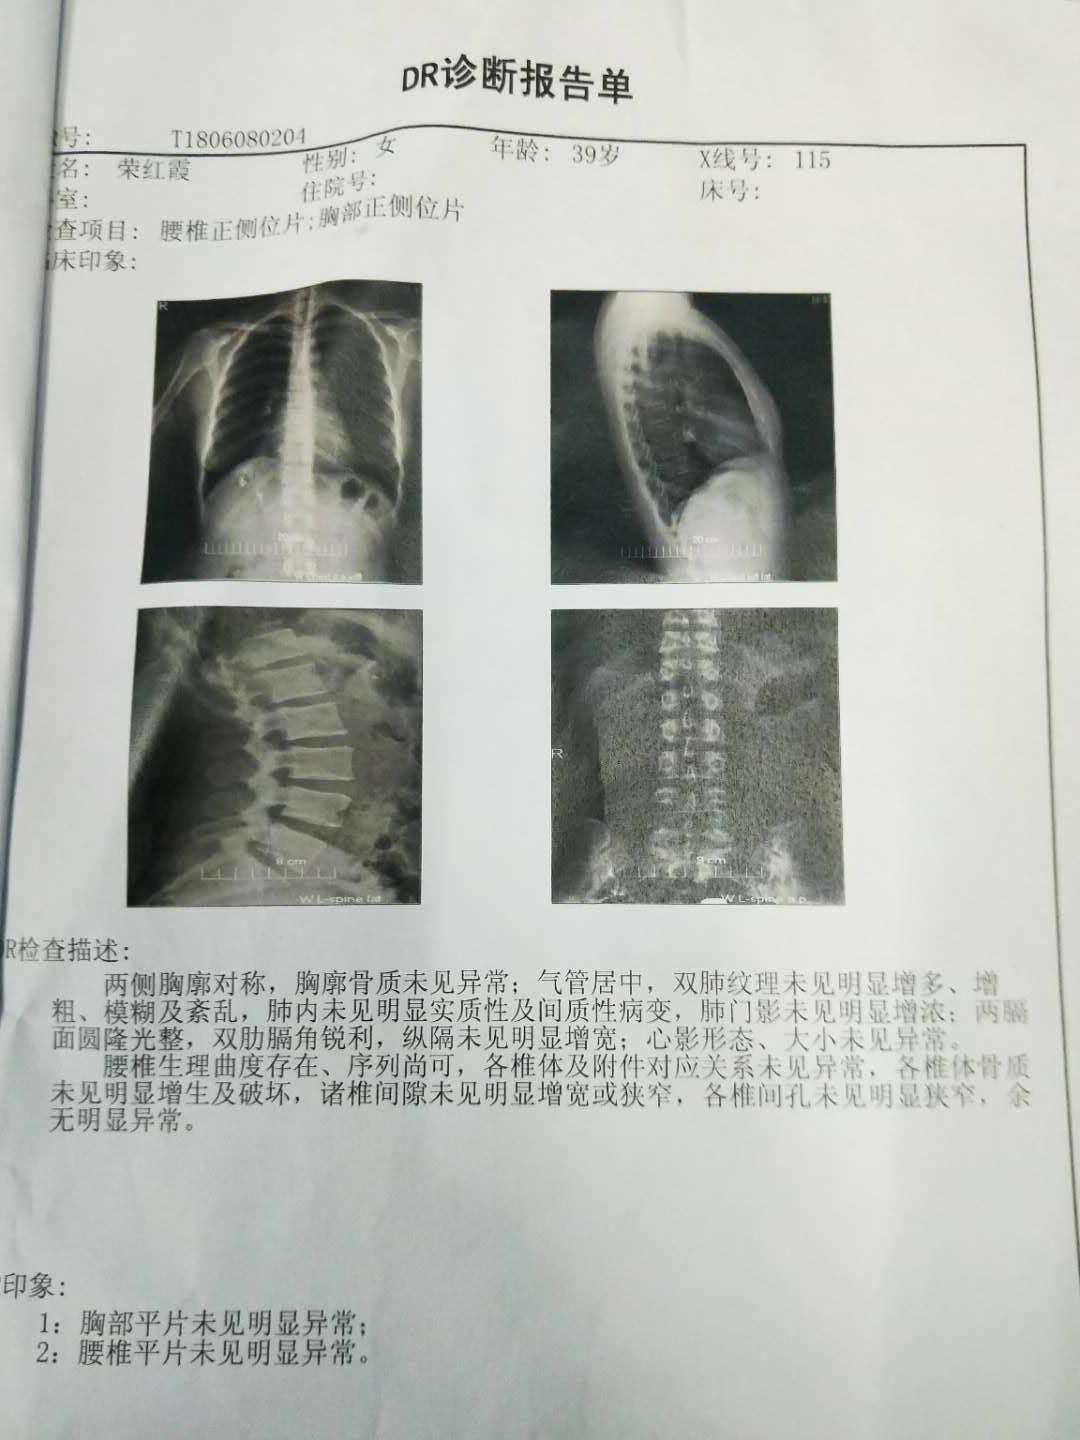 DR诊断报告单
号: T1806080204
名: 荣红霞 性别: 女 年龄: 39岁 X线号: 115
室: 住院号: 床号:
查项目: 腰椎正侧位片;胸部正侧位片
床印象:
R
20 cm
20 cm
R
8 cm
W L-spine lat
8 cm
W L-spine a.p.
R检查描述:
两侧胸廓对称，胸廓骨质未见异常；气管居中，双肺纹理未见明显增多、增
粗、模糊及紊乱，肺内未见明显实质性及间质性病变，肺门影未见明显增浓；两膈
面圆隆光整，双肋膈角锐利，纵隔未见明显增宽；心影形态、大小未见异常。
腰椎生理曲度存在、序列尚可，各椎体及附件对应关系未见异常，各椎体骨质
未见明显增生及破坏，诸椎间隙未见明显增宽或狭窄，各椎间孔未见明显狭窄，余
无明显异常。
印象:
1: 胸部平片未见明显异常;
2: 腰椎平片未见明显异常。